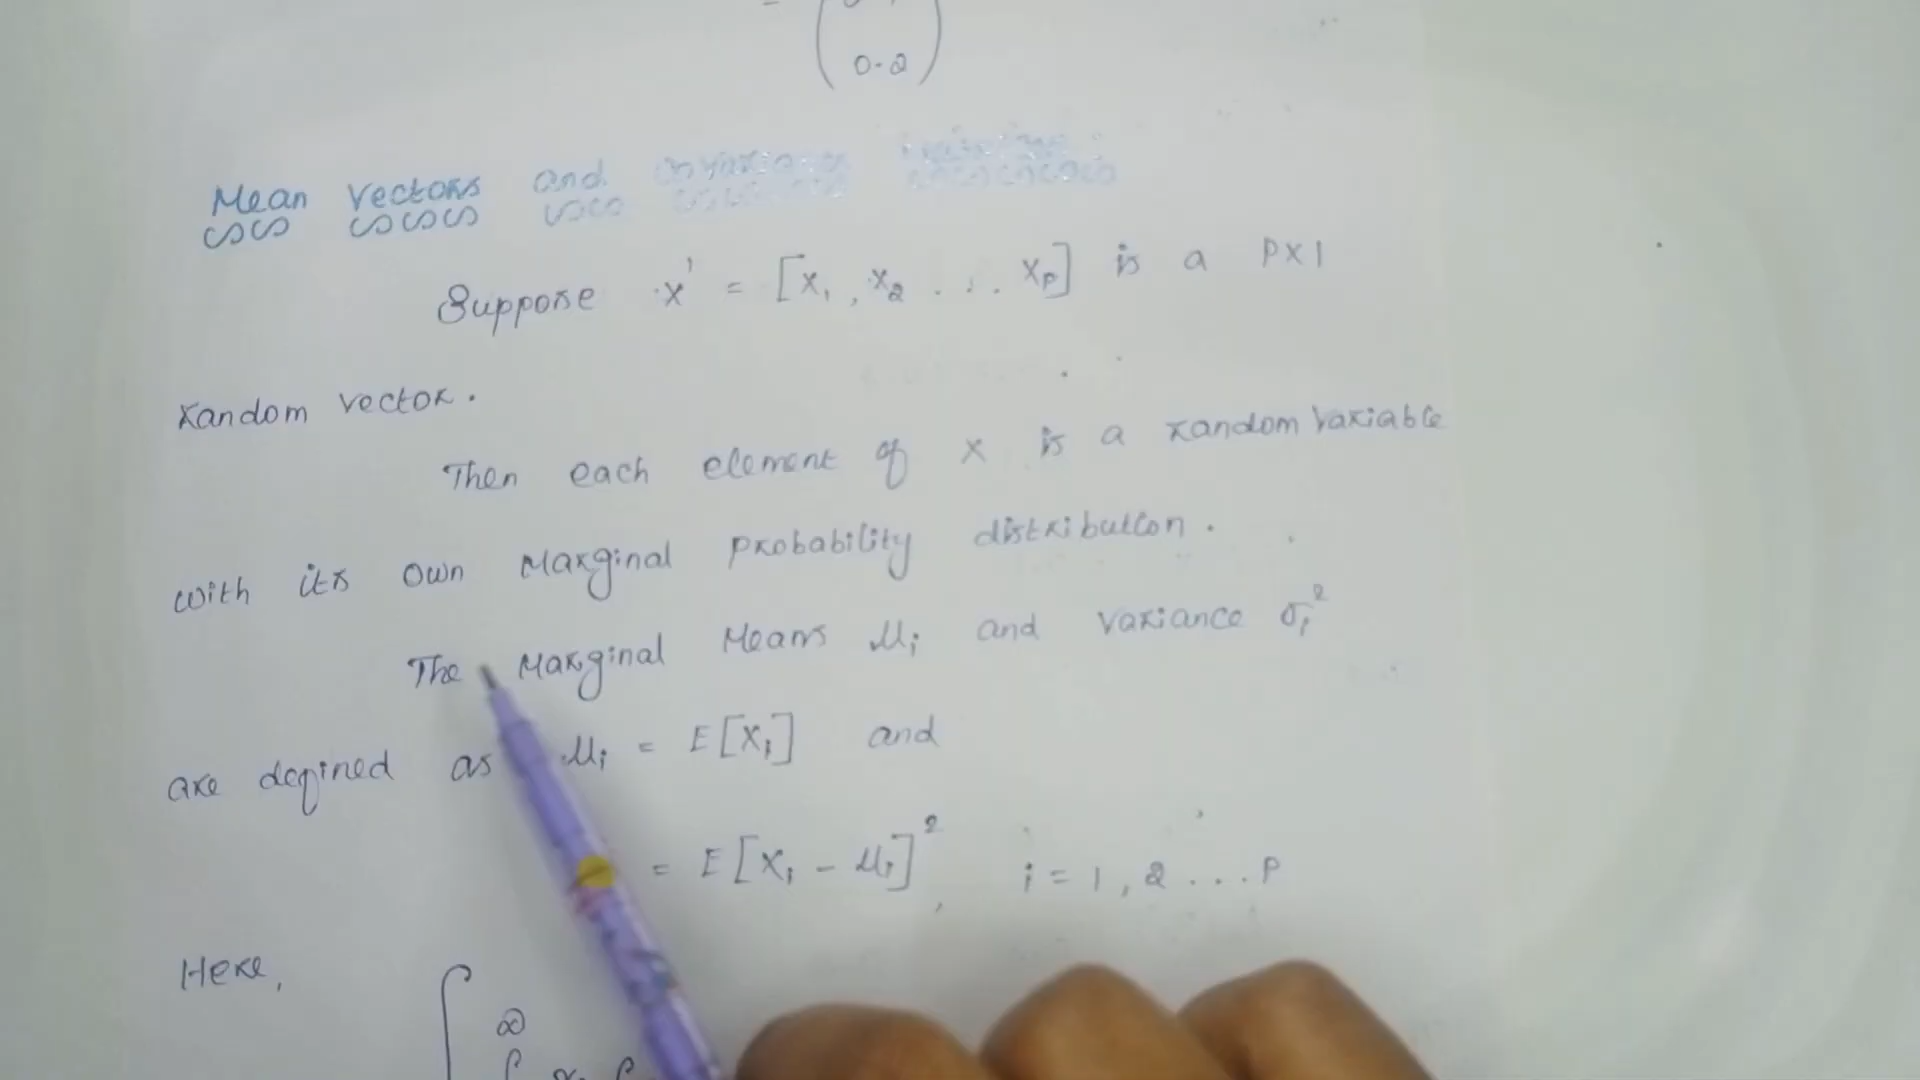 0.2
Mean vectors and covariance
Suppose x' = [x₁, x₂ ... xₚ] is a p×1
random vector.
Then each element of x is a random variable
with its own marginal probability distribution.
The Marginal Means μᵢ and variance σᵢ²
are defined as μᵢ = E[xᵢ] and
= E[xᵢ - μᵢ]², i = 1, 2 ... p
Here,
∞
∫